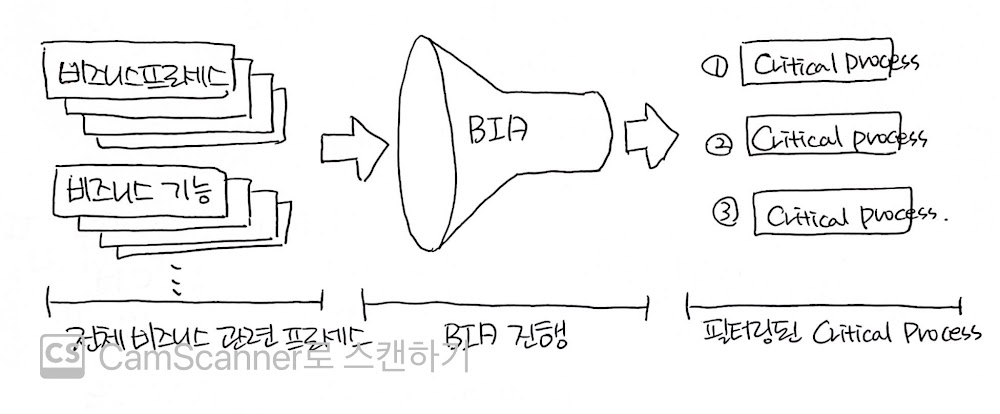 비즈니스프로세스
비즈니스 기능
BIA
① Critical process
② Critical process
③ Critical process.
전체 비즈니스 관련 프로세스
BIA 진행
필터링된 Critical Process
CS CamScanner로 스캔하기